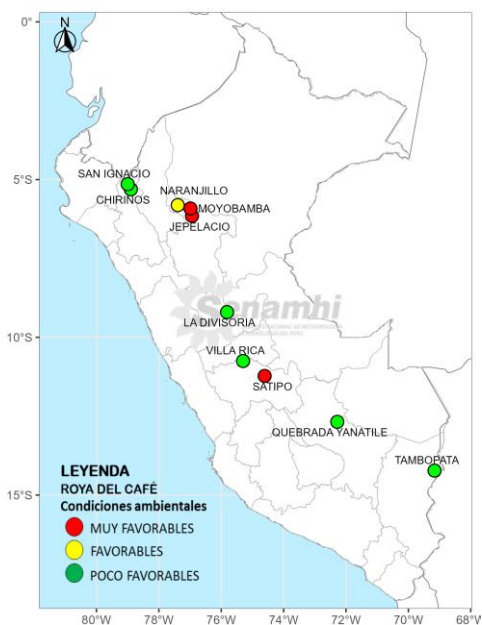 N
0°
SAN IGNACIO
CHIRINOS
NARANJILLO
MOYOBAMBA
JEPELACIO
5°S
Senamhi
LA DIVISORIA
10°S
VILLA RICA
SATIPO
QUEBRADA YANATILE
TAMBOPATA
15°S
LEYENDA
ROYA DEL CAFÉ
Condiciones ambientales
MUY FAVORABLES
FAVORABLES
POCO FAVORABLES
80°W 78°W 76°W 74°W 72°W 70°W 68°W